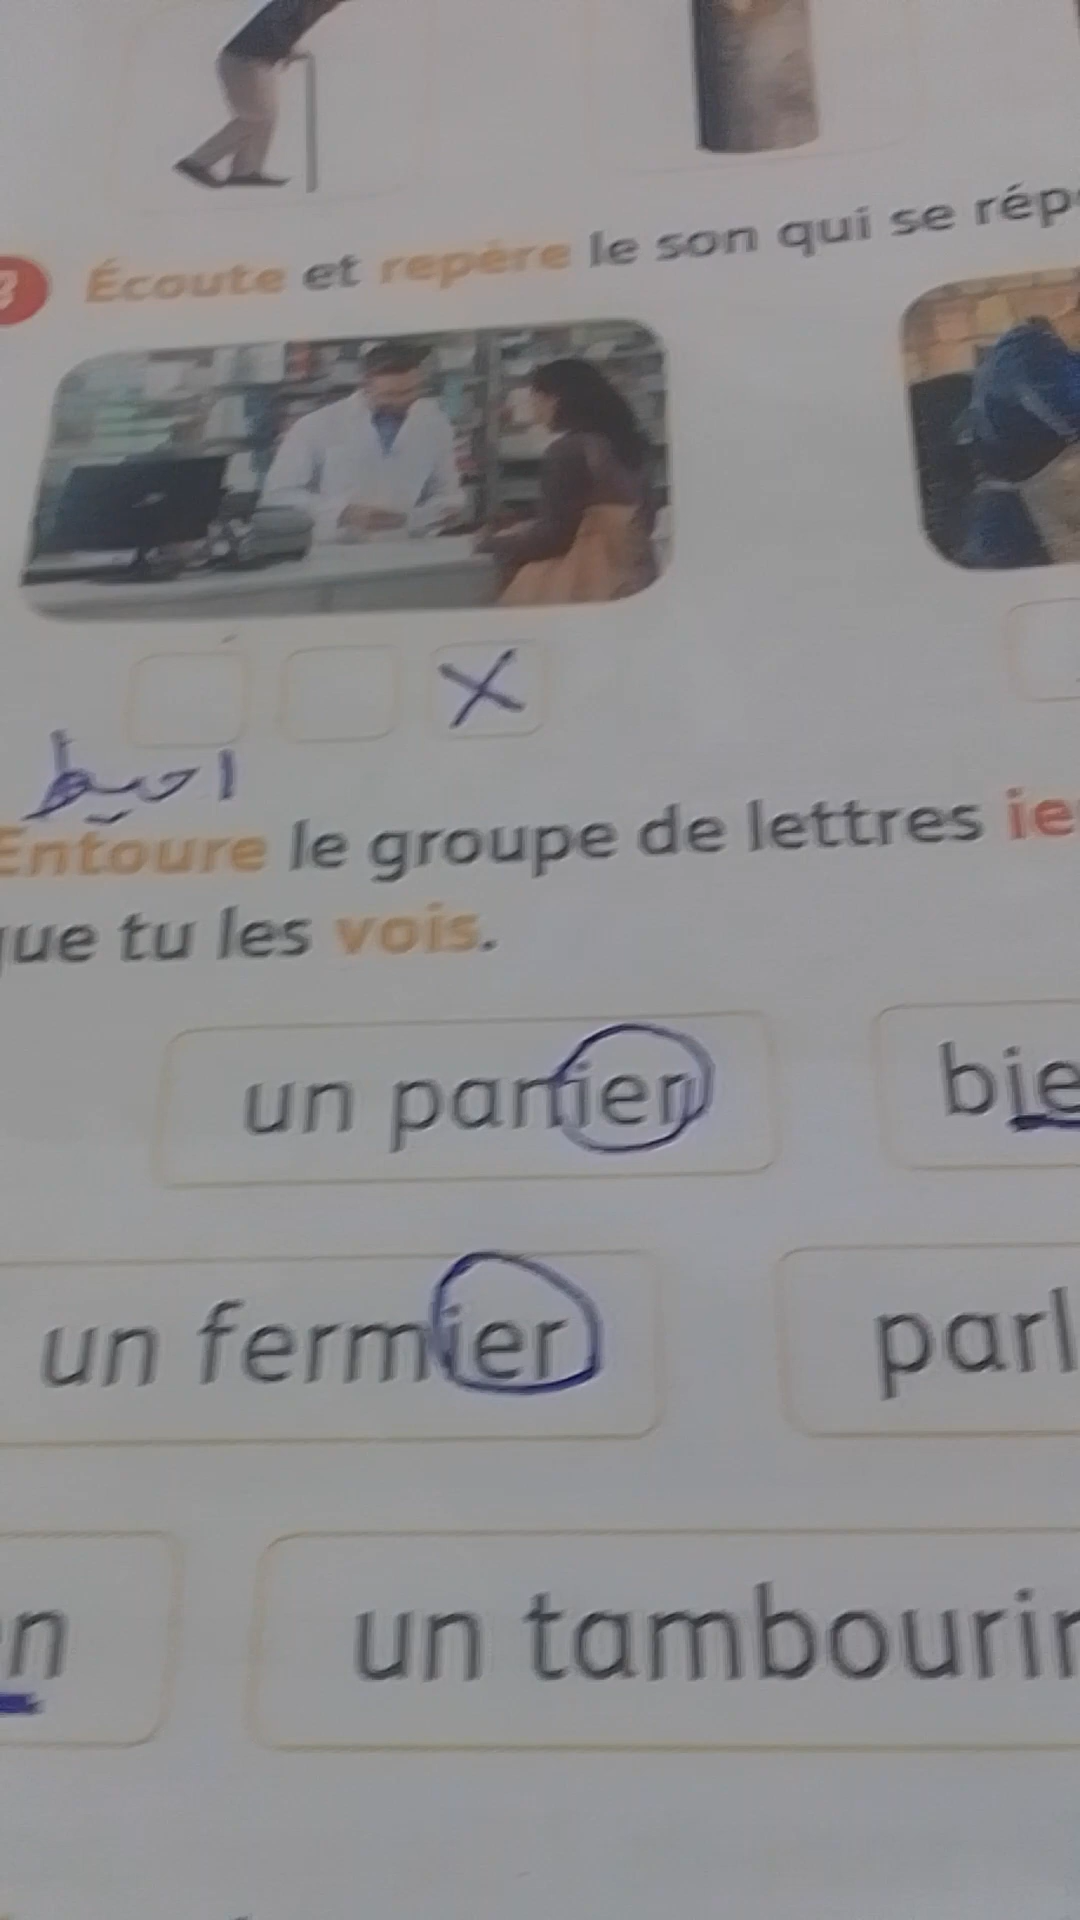 Écoute et repère le son qui se rép
احيط
Entoure le groupe de lettres ie
que tu les vois.
un panier
bie
un fermier
parl
n
un tambourin